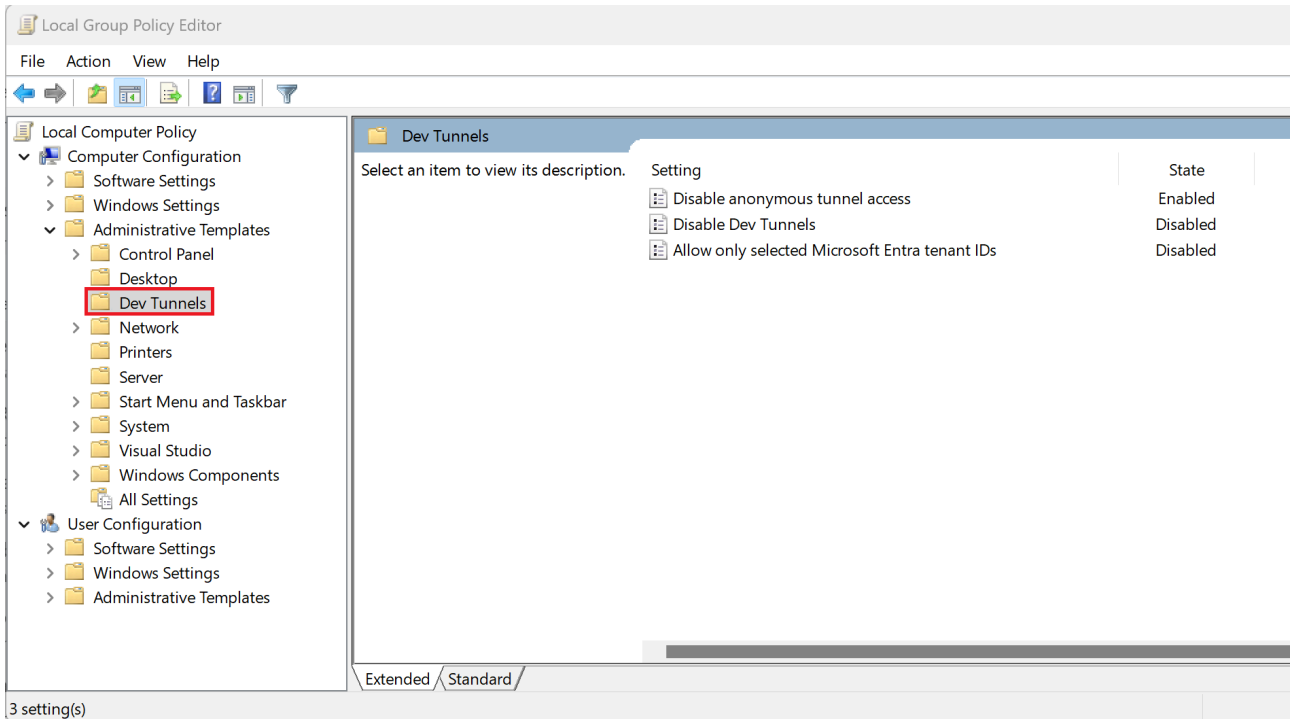 Local Group Policy Editor
File Action View Help
Local Computer Policy
Computer Configuration
Software Settings
Windows Settings
Administrative Templates
Control Panel
Desktop
Dev Tunnels
Network
Printers
Server
Start Menu and Taskbar
System
Visual Studio
Windows Components
All Settings
User Configuration
Software Settings
Windows Settings
Administrative Templates
Dev Tunnels
Select an item to view its description.
Setting State
Disable anonymous tunnel access Enabled
Disable Dev Tunnels Disabled
Allow only selected Microsoft Entra tenant IDs Disabled
Extended Standard
3 setting(s)